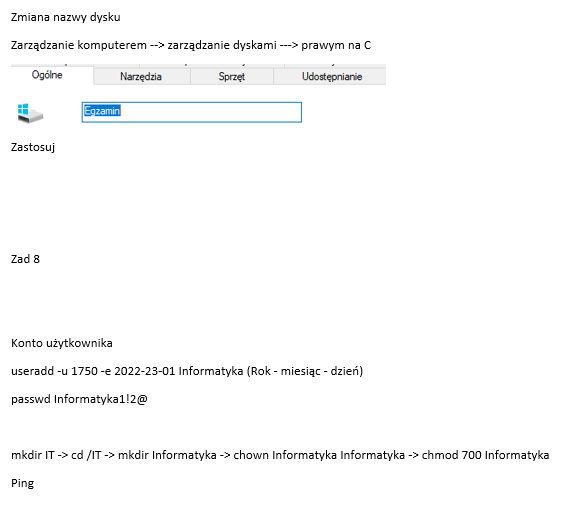 Zmiana nazwy dysku
Zarządzanie komputerem --> zarządzanie dyskami ---> prawym na C
Ogólne Narzędzia Sprzęt Udostępnianie
Egzamin
Zastosuj
Zad 8
Konto użytkownika
useradd -u 1750 -e 2022-23-01 Informatyka (Rok - miesiąc - dzień)
passwd Informatyka1!2@
mkdir IT -> cd /IT -> mkdir Informatyka -> chown Informatyka Informatyka -> chmod 700 Informatyka
Ping